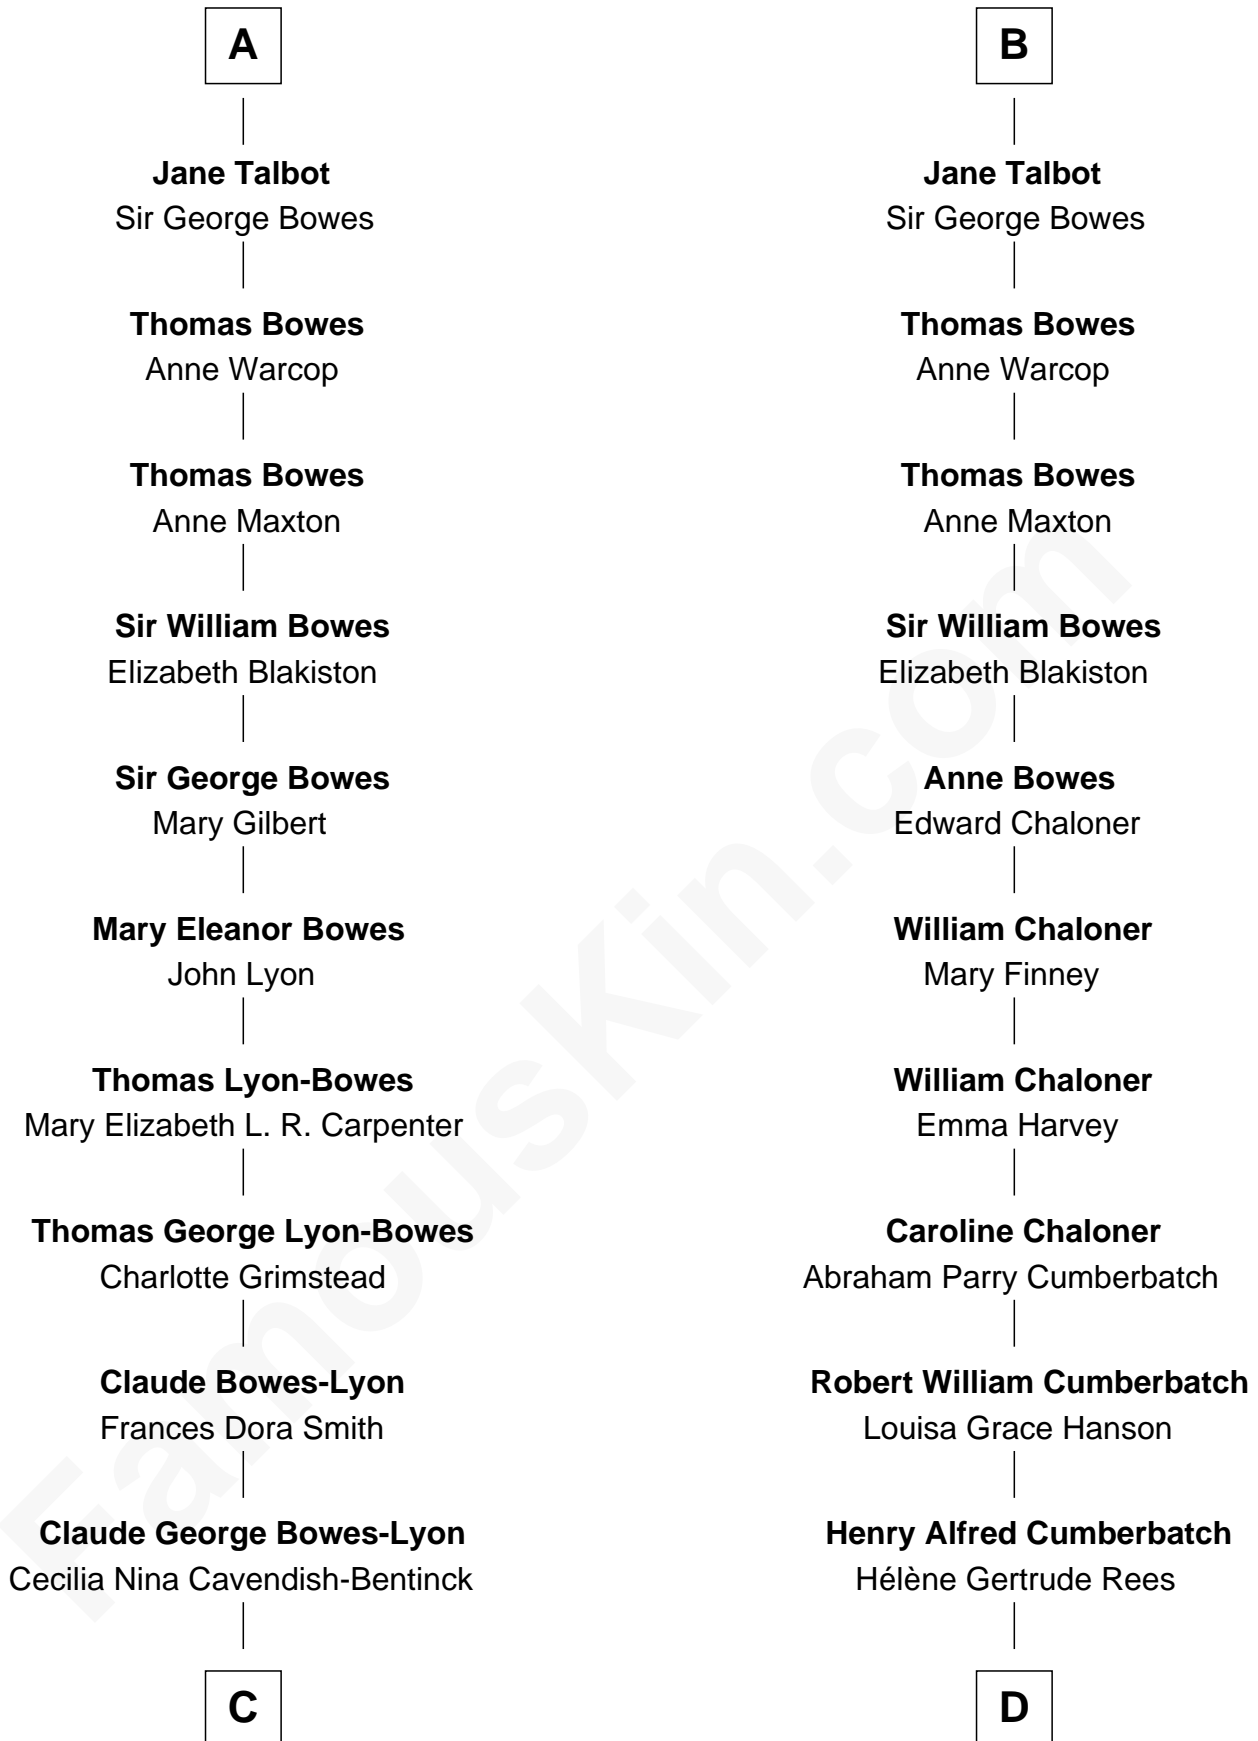 A
Jane Talbot
Sir George Bowes
Thomas Bowes
Anne Warcop
Thomas Bowes
Anne Maxton
Sir William Bowes
Elizabeth Blakiston
Sir George Bowes
Mary Gilbert
Mary Eleanor Bowes
John Lyon
Thomas Lyon-Bowes
Mary Elizabeth L. R. Carpenter
Thomas George Lyon-Bowes
Charlotte Grimstead
Claude Bowes-Lyon
Frances Dora Smith
Claude George Bowes-Lyon
Cecilia Nina Cavendish-Bentinck
C
B
Jane Talbot
Sir George Bowes
Thomas Bowes
Anne Warcop
Thomas Bowes
Anne Maxton
Sir William Bowes
Elizabeth Blakiston
Anne Bowes
Edward Chaloner
William Chaloner
Mary Finney
William Chaloner
Emma Harvey
Caroline Chaloner
Abraham Parry Cumberbatch
Robert William Cumberbatch
Louisa Grace Hanson
Henry Alfred Cumberbatch
Hélène Gertrude Rees
D
FamousKin.com